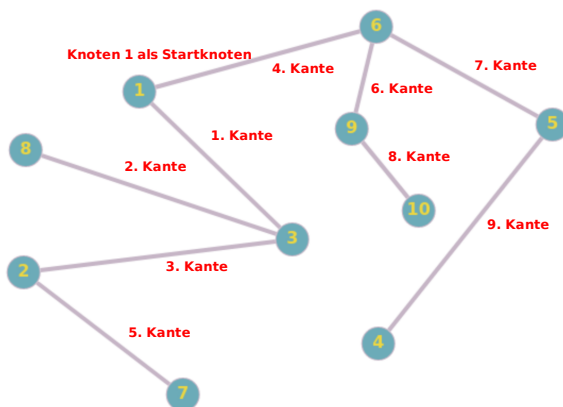 6
Knoten 1 als Startknoten
4. Kante
7. Kante
1
6. Kante
5
9
1. Kante
8
2. Kante
8. Kante
10
3
9. Kante
2
3. Kante
5. Kante
4
7